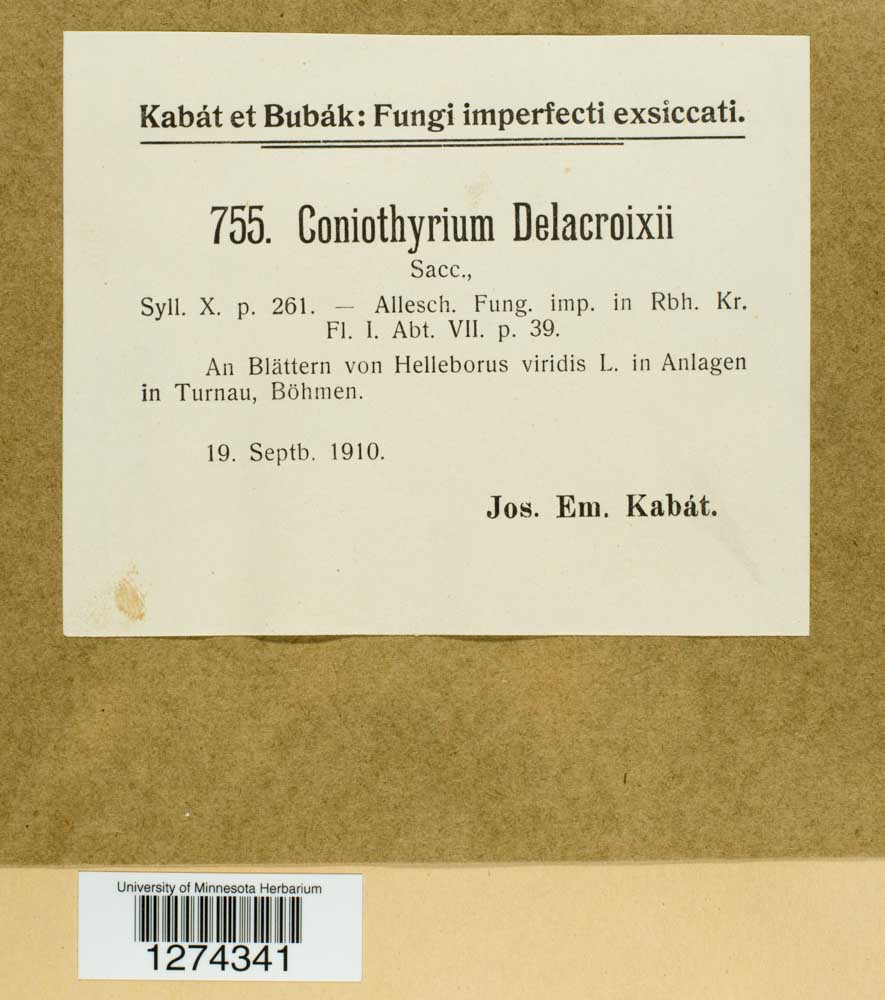 Kabát et Bubák: Fungi imperfecti exsiccati.
755. Coniothyrium Delacroixii
Sacc.,
Syll. X. p. 261. — Allesch. Fung. imp. in Rbh. Kr.
Fl. I. Abt. VII. p. 39.
An Blättern von Helleborus viridis L. in Anlagen
in Turnau, Böhmen.
19. Septb. 1910.
Jos. Em. Kabát.
University of Minnesota Herbarium
1274341